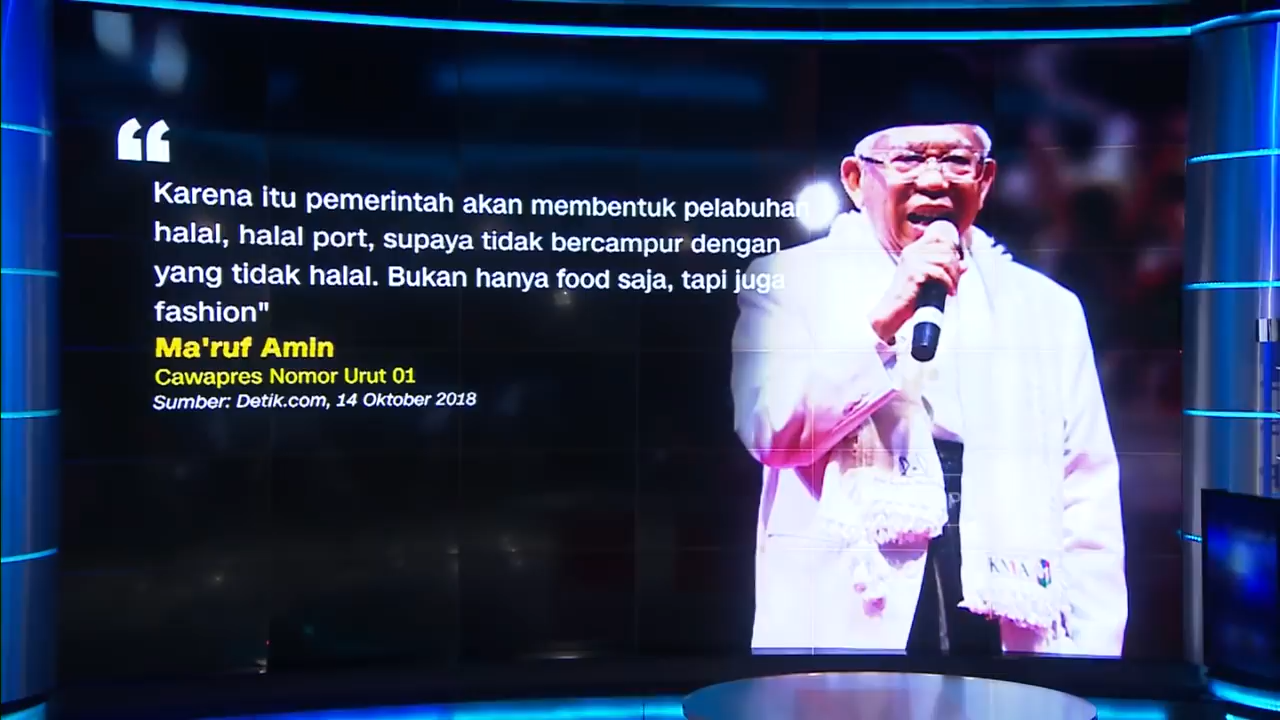 “
Karena itu pemerintah akan membentuk pelabuhan
halal, halal port, supaya tidak bercampur dengan
yang tidak halal. Bukan hanya food saja, tapi juga
fashion"
Ma'ruf Amin
Cawapres Nomor Urut 01
Sumber: Detik.com, 14 Oktober 2018
KMA